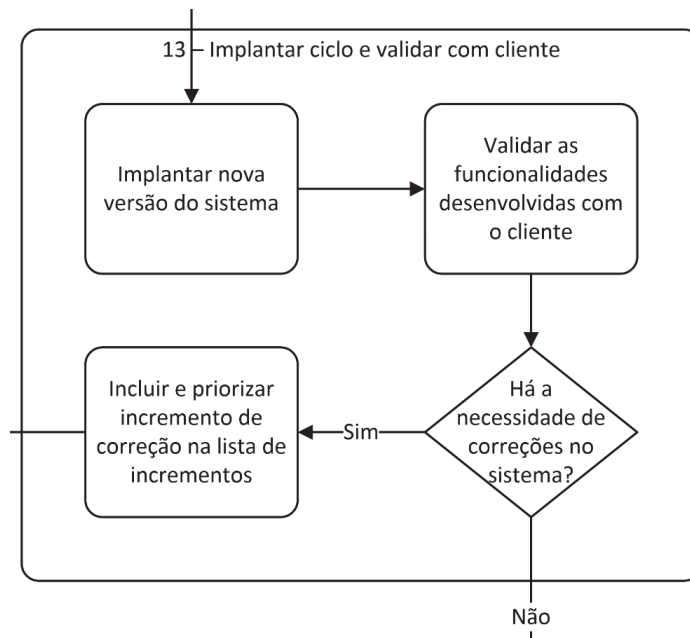 13 – Implantar ciclo e validar com cliente
Implantar nova
versão do sistema
Validar as
funcionalidades
desenvolvidas com
o cliente
Há a
necessidade de
correções no
sistema?
Sim
Incluir e priorizar
incremento de
correção na lista de
incrementos
Não